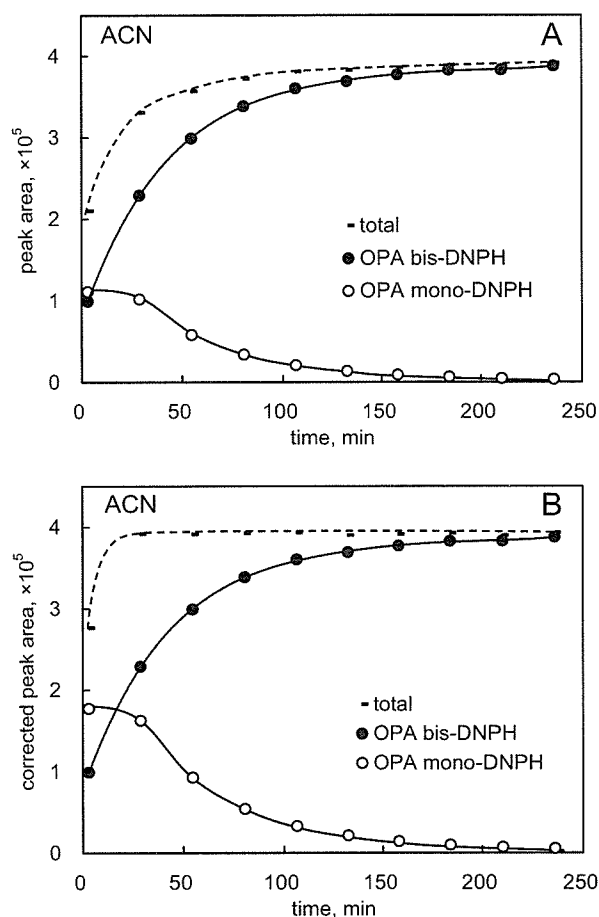 ACN
A
4
3
2
1
0
peak area, ×10⁵
total
OPA bis-DNPH
OPA mono-DNPH
0 50 100 150 200 250
time, min
ACN
B
4
3
2
1
0
corrected peak area, ×10⁵
total
OPA bis-DNPH
OPA mono-DNPH
0 50 100 150 200 250
time, min